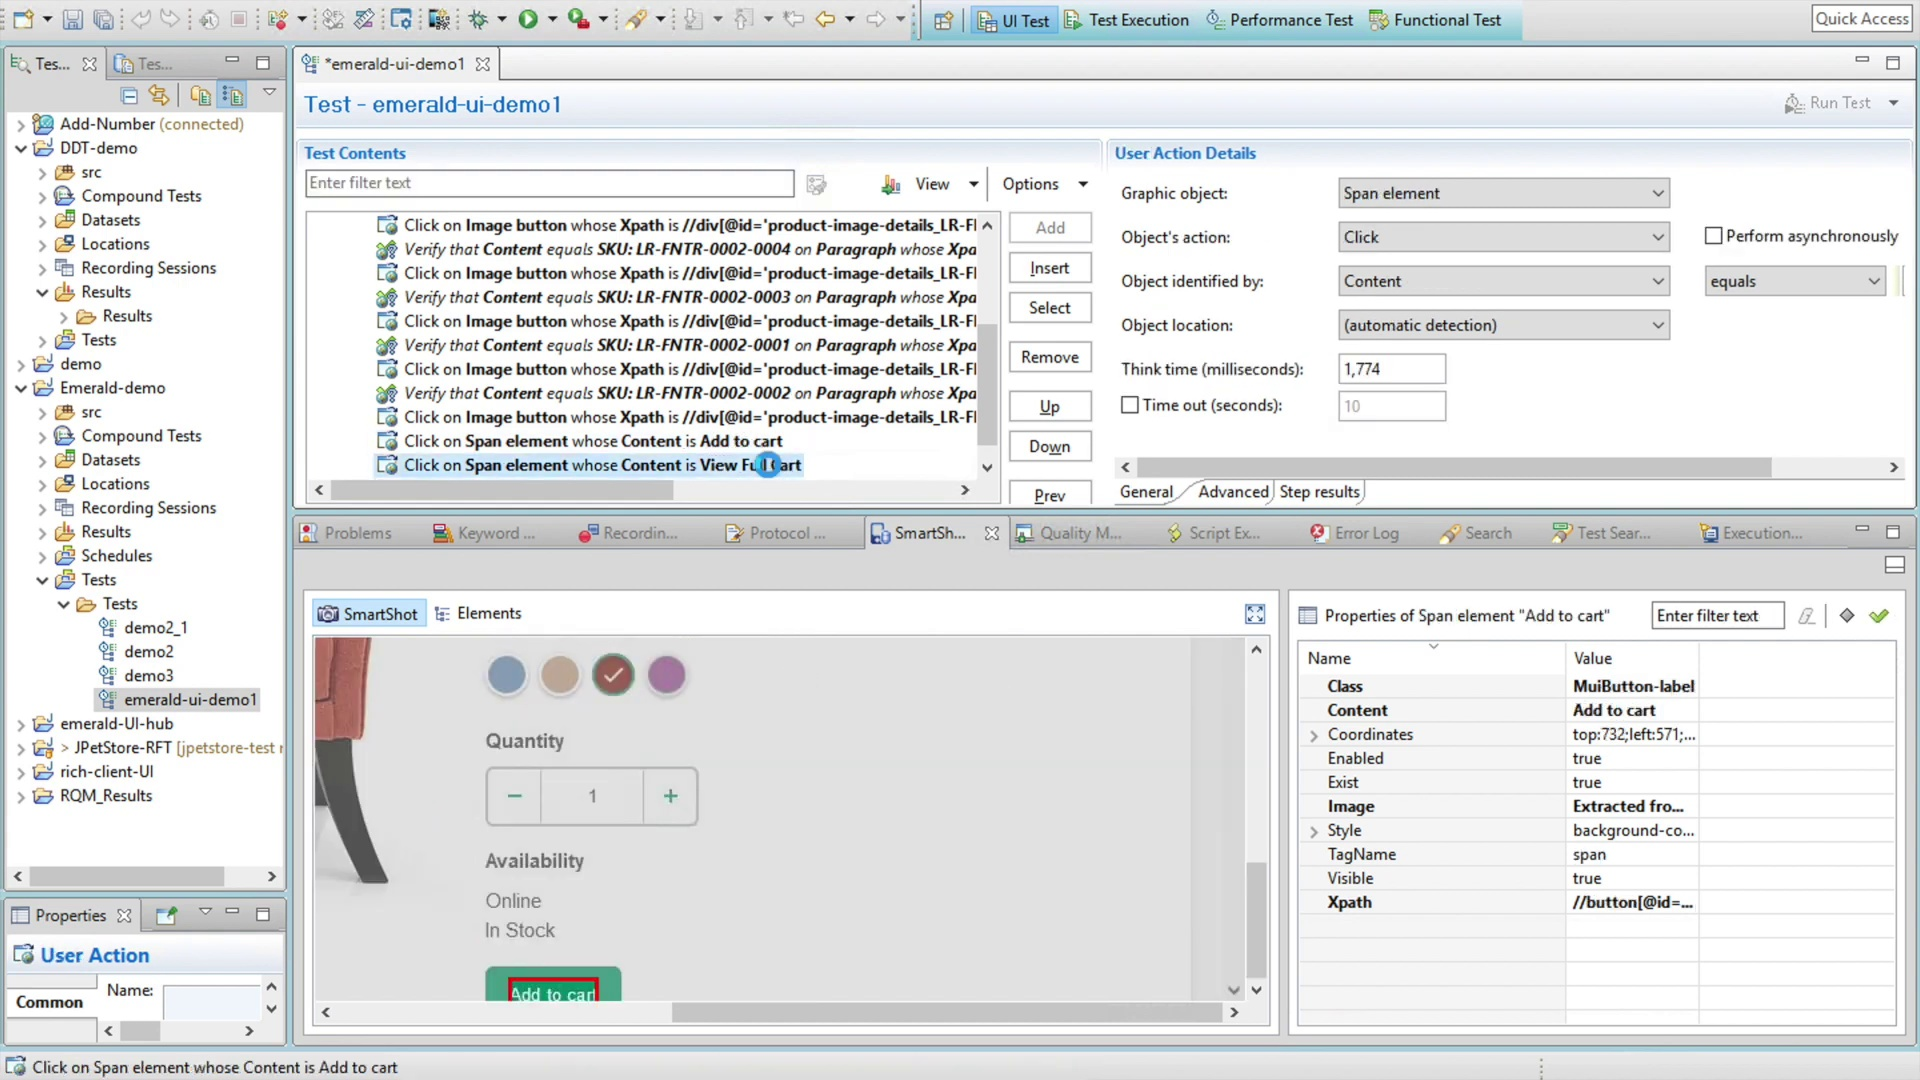 UI Test
Test Execution
Performance Test
Functional Test
Quick Access
Tes...
Tes...
*emerald-ui-demo1
Test - emerald-ui-demo1
Run Test
Add-Number (connected)
DDT-demo
src
Compound Tests
Datasets
Locations
Recording Sessions
Results
Results
Tests
demo
Emerald-demo
src
Compound Tests
Datasets
Locations
Recording Sessions
Results
Schedules
Tests
Tests
demo2_1
demo2
demo3
emerald-ui-demo1
emerald-UI-hub
> JPetStore-RFT [jpetstore-test r
rich-client-UI
RQM_Results
Test Contents
Enter filter text
View
Options
Click on Image button whose Xpath is //div[@id='product-image-details_LR-FI
Verify that Content equals SKU: LR-FNTR-0002-0004 on Paragraph whose Xpa
Click on Image button whose Xpath is //div[@id='product-image-details_LR-FI
Verify that Content equals SKU: LR-FNTR-0002-0003 on Paragraph whose Xpa
Click on Image button whose Xpath is //div[@id='product-image-details_LR-FI
Verify that Content equals SKU: LR-FNTR-0002-0001 on Paragraph whose Xpa
Click on Image button whose Xpath is //div[@id='product-image-details_LR-FI
Verify that Content equals SKU: LR-FNTR-0002-0002 on Paragraph whose Xpa
Click on Image button whose Xpath is //div[@id='product-image-details_LR-FI
Click on Span element whose Content is Add to cart
Click on Span element whose Content is View Full Cart
Add
Insert
Select
Remove
Up
Down
Prev
User Action Details
Graphic object:
Span element
Object's action:
Click
Perform asynchronously
Object identified by:
Content
equals
Object location:
(automatic detection)
Think time (milliseconds):
1,774
Time out (seconds):
10
General
Advanced
Step results
Problems
Keyword ...
Recordin...
Protocol ...
SmartSh...
Quality M...
Script Ex...
Error Log
Search
Test Sear...
Execution...
SmartShot
Elements
Quantity
1
Availability
Online
In Stock
Add to cart
Properties of Span element "Add to cart"
Enter filter text
Name
Value
Class
MuiButton-label
Content
Add to cart
Coordinates
top:732;left:571;...
Enabled
true
Exist
true
Image
Extracted fro...
Style
background-co...
TagName
span
Visible
true
Xpath
//button[@id=...
Properties
User Action
Common
Name:
Click on Span element whose Content is Add to cart